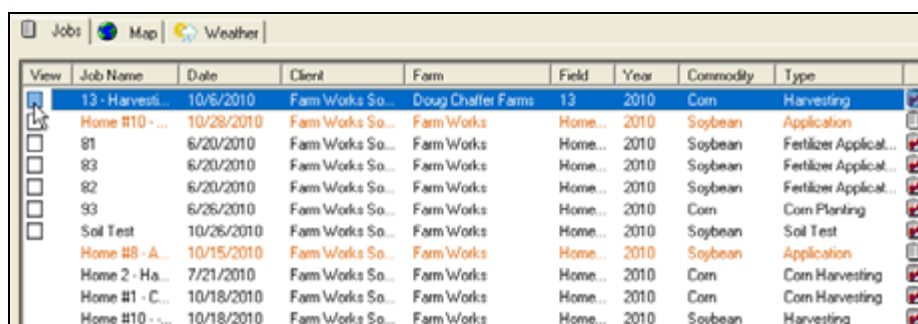 Jobs Map Weather
View Job Name Date Client Farm Field Year Commodity Type
13 - Harvesti... 10/6/2010 Farm Works So... Doug Chaffer Farms 13 2010 Corn Harvesting
Home #10 - ... 10/28/2010 Farm Works So... Farm Works Home... 2010 Soybean Application
81 6/20/2010 Farm Works So... Farm Works Home... 2010 Soybean Fertilizer Applicat...
83 6/20/2010 Farm Works So... Farm Works Home... 2010 Soybean Fertilizer Applicat...
82 6/20/2010 Farm Works So... Farm Works Home... 2010 Soybean Fertilizer Applicat...
93 6/26/2010 Farm Works So... Farm Works Home... 2010 Corn Corn Planting
Soil Test 10/26/2010 Farm Works So... Farm Works Home... 2010 Soybean Soil Test
Home #8 - A... 10/15/2010 Farm Works So... Farm Works Home... 2010 Soybean Application
Home 2 - Ha... 7/21/2010 Farm Works So... Farm Works Home... 2010 Corn Corn Harvesting
Home #1 - C... 10/18/2010 Farm Works So... Farm Works Home... 2010 Corn Corn Harvesting
Home #10 - -... 10/18/2010 Farm Works So... Farm Works Home... 2010 Soybean Harvesting